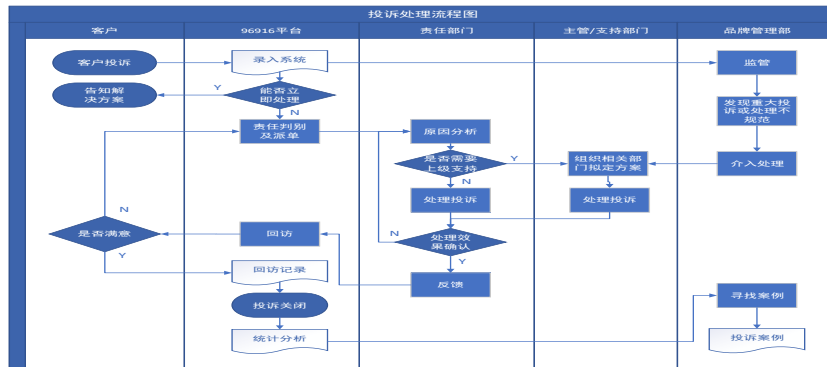 投诉处理流程图
客户
96916平台
责任部门
主管/支持部门
品牌管理部
客户投诉
录入系统
监管
告知解
决方案
Y
能否立
即处理
N
发现重大投
诉或处理不
规范
责任判别
及派单
原因分析
是否需要
上级支持
Y
N
组织相关部
门拟定方案
介入处理
处理投诉
处理投诉
N
是否满意
Y
回访
N
处理效
果确认
Y
回访记录
反馈
投诉关闭
寻找案例
统计分析
投诉案例